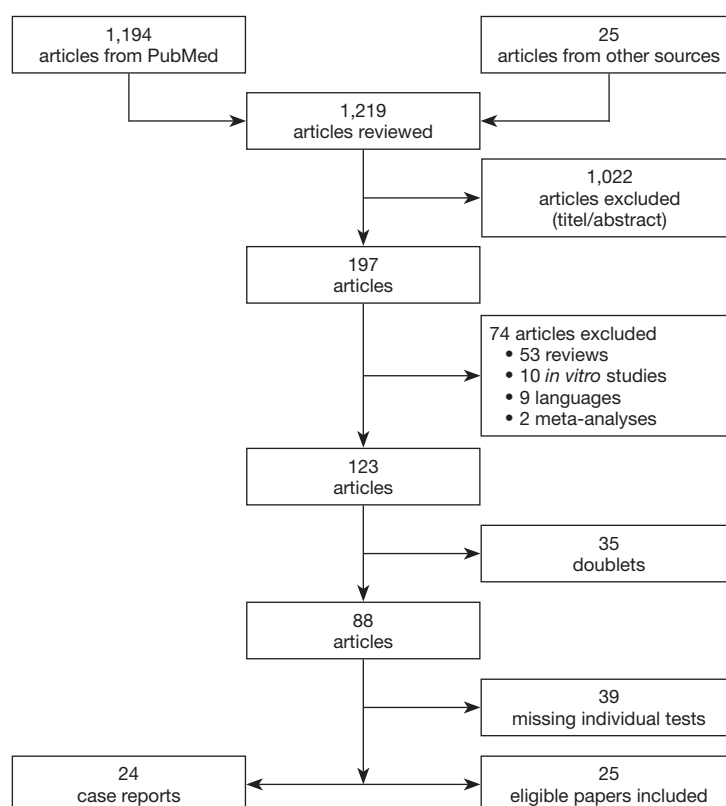 1,194
articles from PubMed
25
articles from other sources
1,219
articles reviewed
1,022
articles excluded
(titel/abstract)
197
articles
74 articles excluded
• 53 reviews
• 10 in vitro studies
• 9 languages
• 2 meta-analyses
123
articles
35
doublets
88
articles
39
missing individual tests
24
case reports
25
eligible papers included